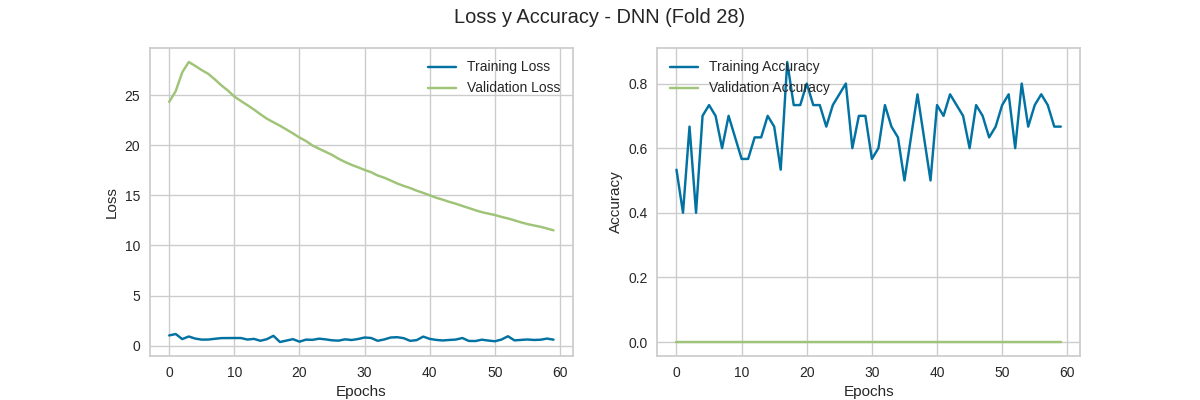 Loss y Accuracy - DNN (Fold 28)
Training Loss
Validation Loss
25
20
15
10
5
0
Loss
0 10 20 30 40 50 60
Epochs
Training Accuracy
Validation Accuracy
0.8
0.6
0.4
0.2
0.0
Accuracy
0 10 20 30 40 50 60
Epochs